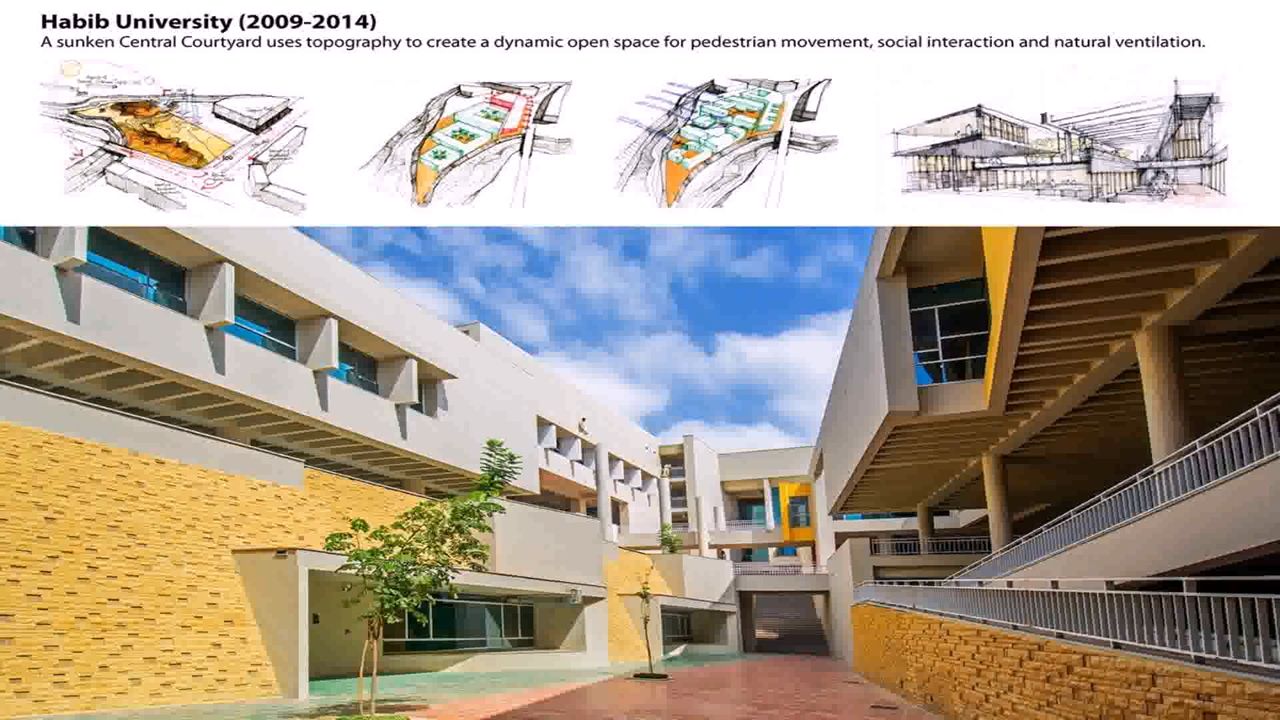 Habib University (2009-2014)
A sunken Central Courtyard uses topography to create a dynamic open space for pedestrian movement, social interaction and natural ventilation.